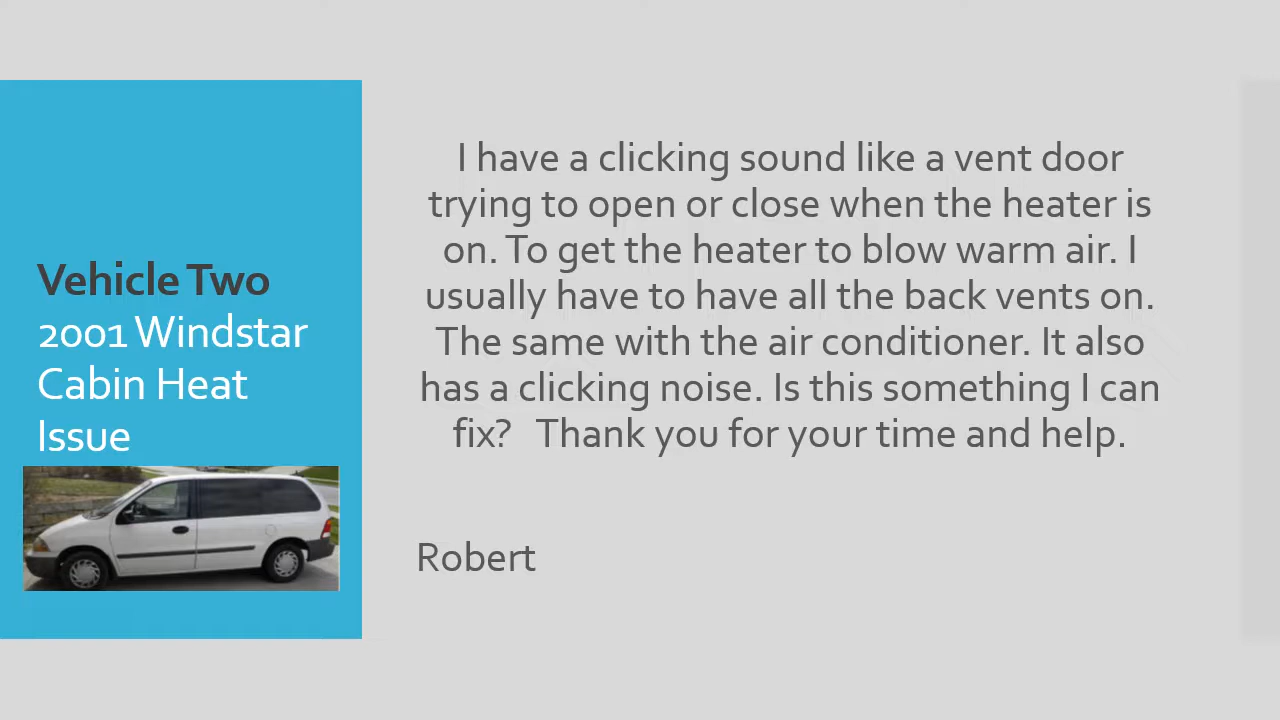 Vehicle Two
2001 Windstar
Cabin Heat
Issue
I have a clicking sound like a vent door
trying to open or close when the heater is
on. To get the heater to blow warm air. I
usually have to have all the back vents on.
The same with the air conditioner. It also
has a clicking noise. Is this something I can
fix?   Thank you for your time and help.
Robert